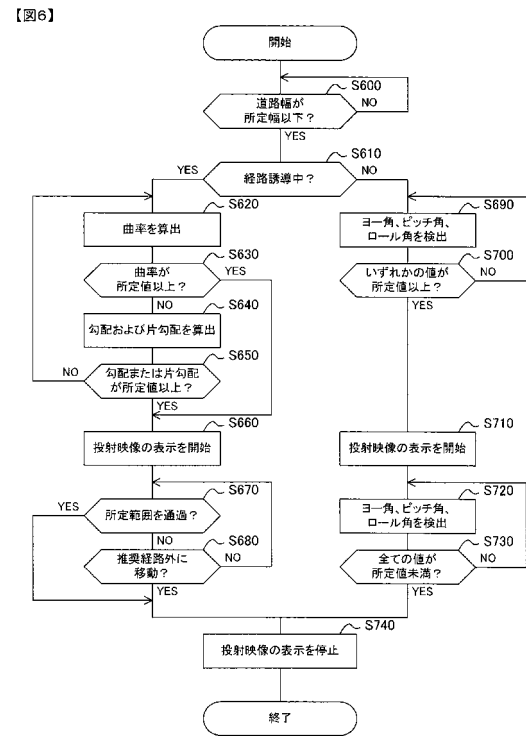 【図6】
開始
S600
道路幅が
所定幅以下？
NO
YES
S610
YES
経路誘導中？
NO
S620
曲率を算出
S630
曲率が
所定値以上？
YES
NO
S640
勾配および片勾配を算出
S650
NO
勾配または片勾配
が所定値以上？
YES
S660
投射映像の表示を開始
S670
YES
所定範囲を通過？
NO
S680
推奨経路外に
移動？
NO
YES
S690
ヨー角、ピッチ角、
ロール角を検出
S700
いずれかの値が
所定値以上？
NO
YES
S710
投射映像の表示を開始
S720
ヨー角、ピッチ角、
ロール角を検出
S730
全ての値が
所定値未満？
NO
YES
S740
投射映像の表示を停止
終了